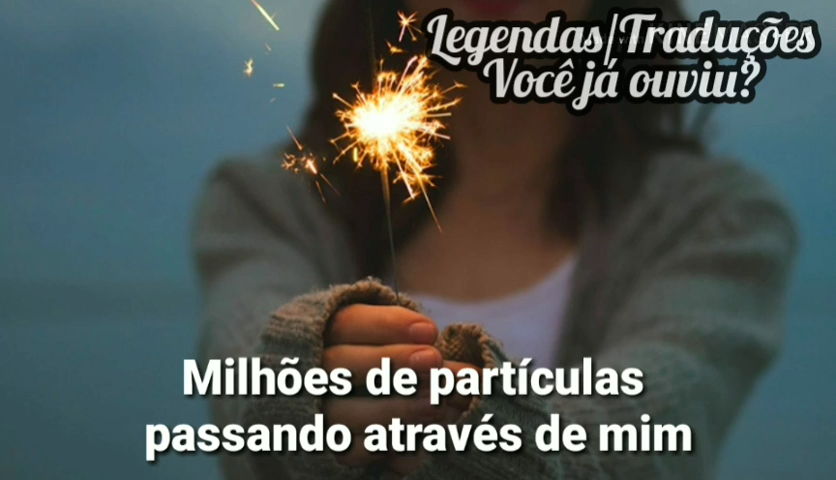 Legendas/Traduções
Você já ouviu?
Milhões de partículas
passando através de mim